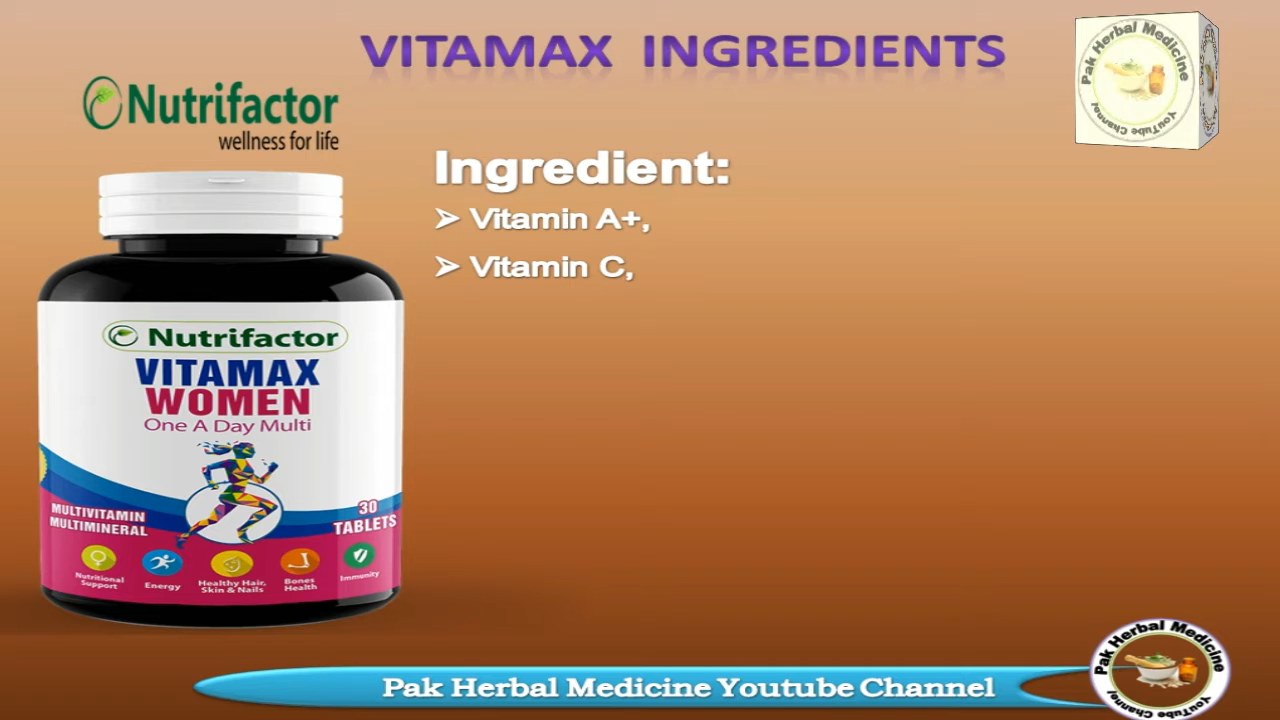 VITAMAX INGREDIENTS
Pak Herbal Medicine
YouTube Channel
Nutrifactor
wellness for life
Ingredient:
➢ Vitamin A+,
➢ Vitamin C,
Nutrifactor
VITAMAX
WOMEN
One A Day Multi
MULTIVITAMIN
MULTIMINERAL
30
TABLETS
Nutritional
Support
Energy
Healthy Hair,
Skin & Nails
Bones
Health
Immunity
Pak Herbal Medicine Youtube Channel
Pak Herbal Medicine
YouTube Channel